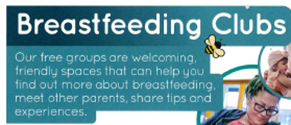 Breastfeeding Clubs
Our free groups are welcoming,
friendly spaces that can help you
find out more about breastfeeding,
meet other parents, share tips and
experiences.